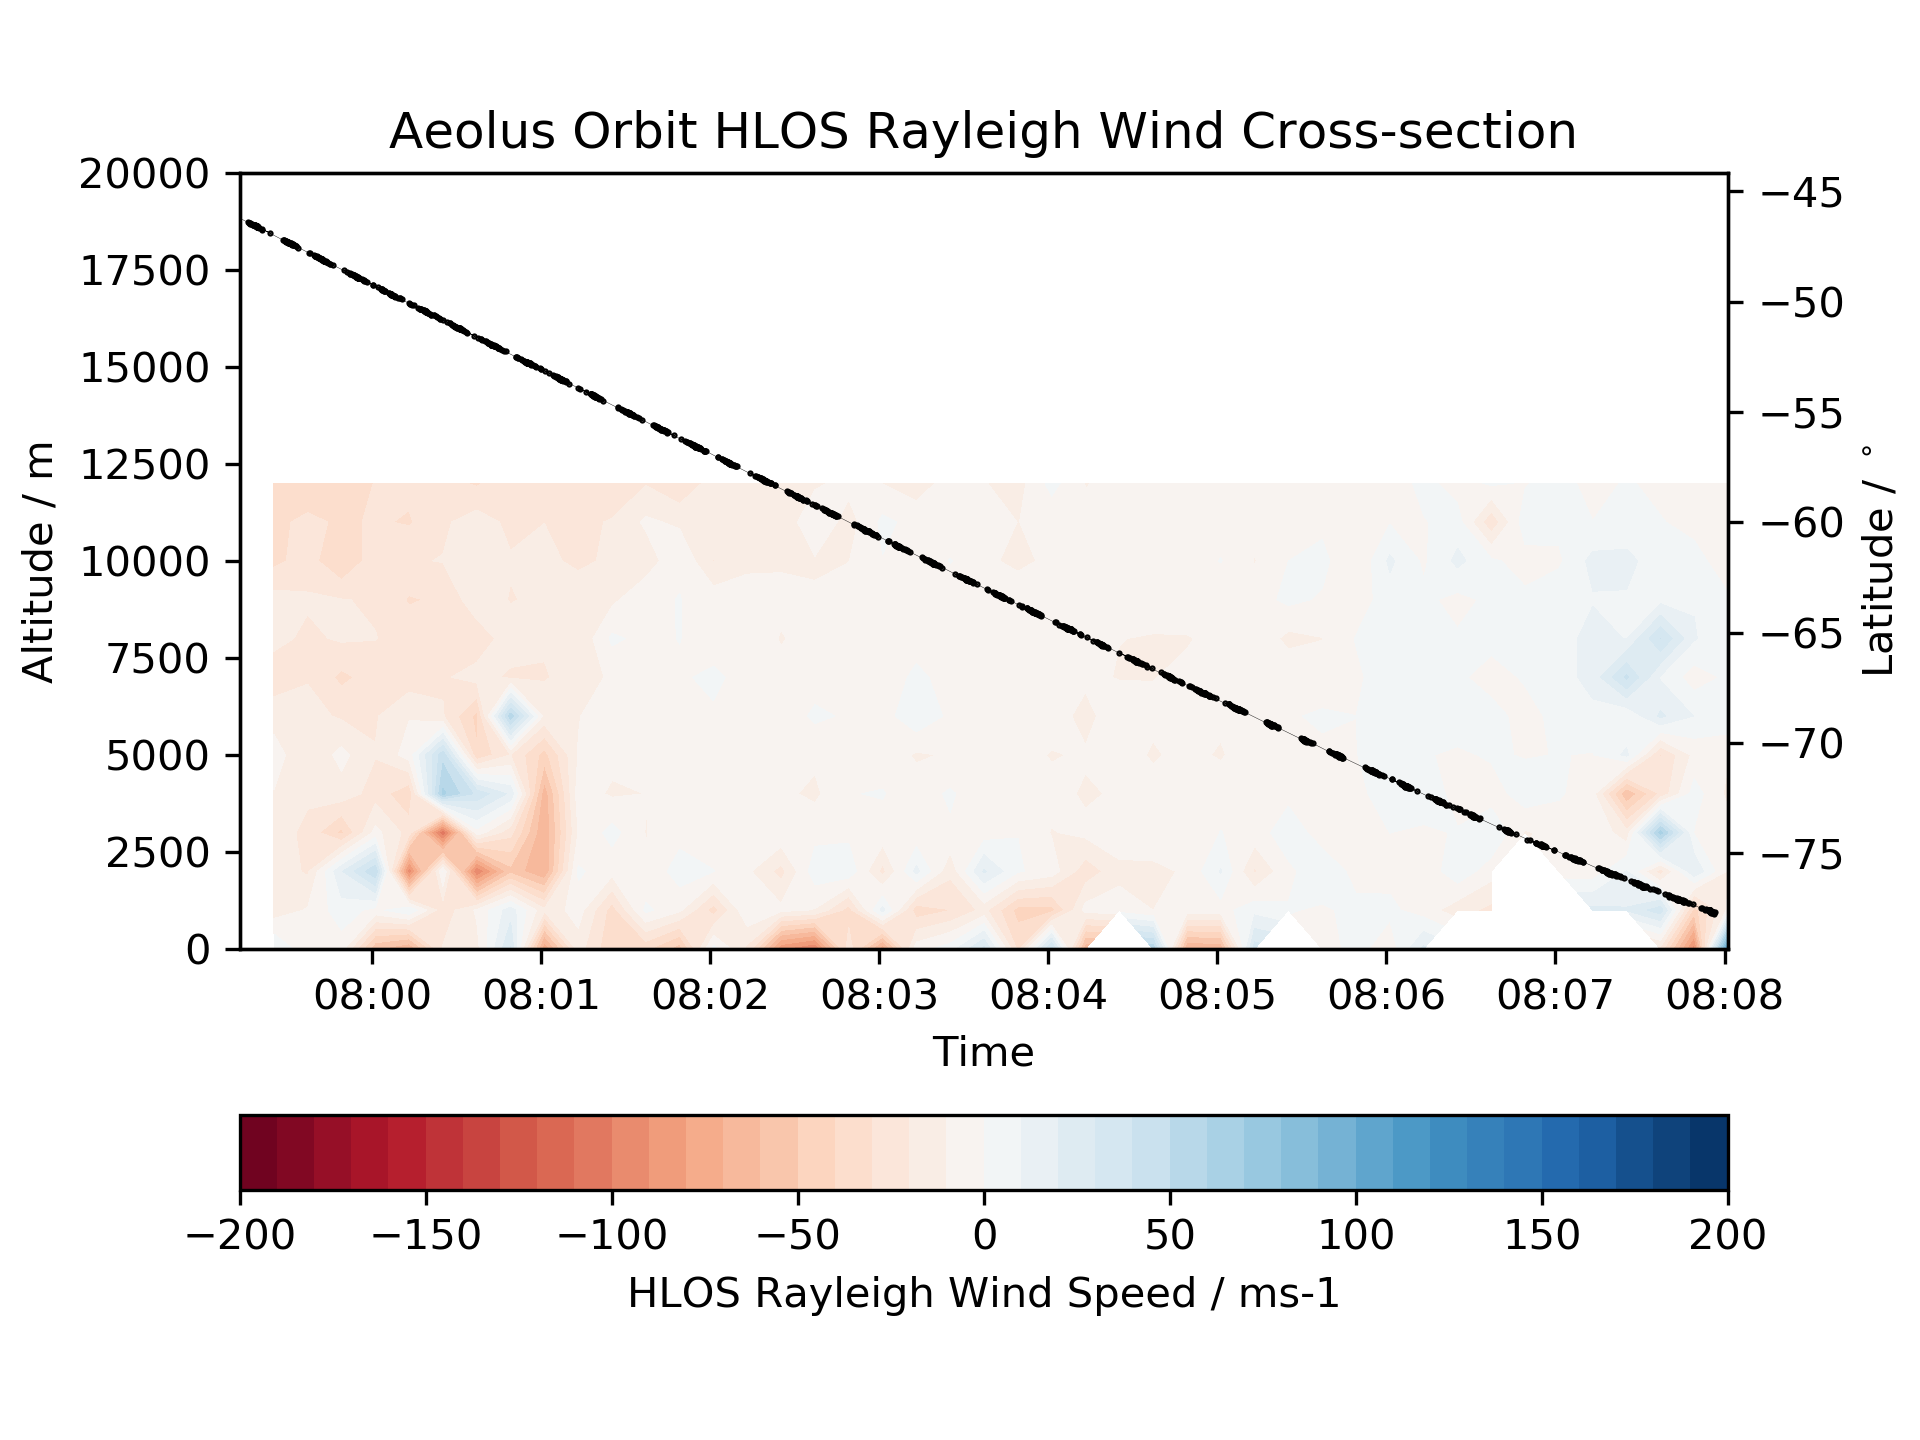 Aeolus Orbit HLOS Rayleigh Wind Cross-section
20000
17500
15000
12500
10000
7500
5000
2500
0
Altitude / m
−45
−50
−55
−60
−65
−70
−75
Latitude / °
08:00 08:01 08:02 08:03 08:04 08:05 08:06 08:07 08:08
Time
−200 −150 −100 −50 0 50 100 150 200
HLOS Rayleigh Wind Speed / ms-1